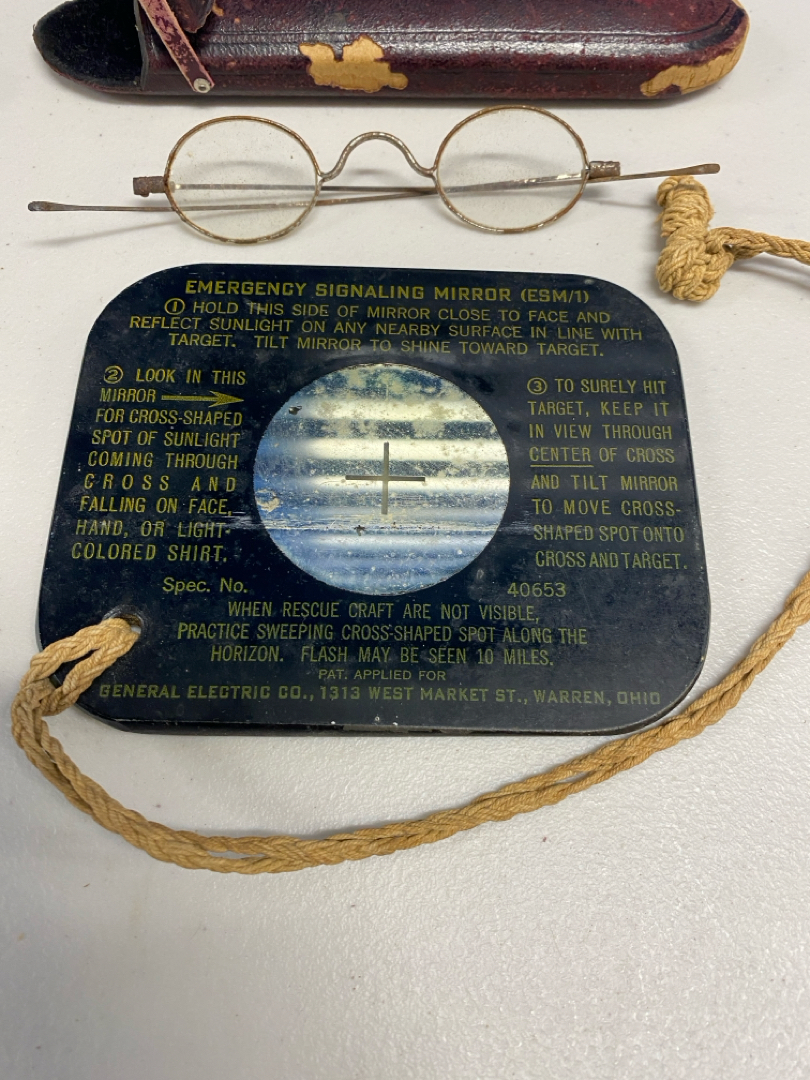 EMERGENCY SIGNALING MIRROR (ESM/1)
① HOLD THIS SIDE OF MIRROR CLOSE TO FACE AND
REFLECT SUNLIGHT ON ANY NEARBY SURFACE IN LINE WITH
TARGET. TILT MIRROR TO SHINE TOWARD TARGET.
② LOOK IN THIS
MIRROR
FOR CROSS-SHAPED
SPOT OF SUNLIGHT
COMING THROUGH
CROSS AND
FALLING ON FACE,
HAND, OR LIGHT-
COLORED SHIRT.
③ TO SURELY HIT
TARGET, KEEP IT
IN VIEW THROUGH
CENTER OF CROSS
AND TILT MIRROR
TO MOVE CROSS-
SHAPED SPOT ONTO
CROSS AND TARGET.
Spec. No. 40653
WHEN RESCUE CRAFT ARE NOT VISIBLE,
PRACTICE SWEEPING CROSS-SHAPED SPOT ALONG THE
HORIZON. FLASH MAY BE SEEN 10 MILES.
PAT. APPLIED FOR
GENERAL ELECTRIC CO., 1313 WEST MARKET ST., WARREN, OHIO